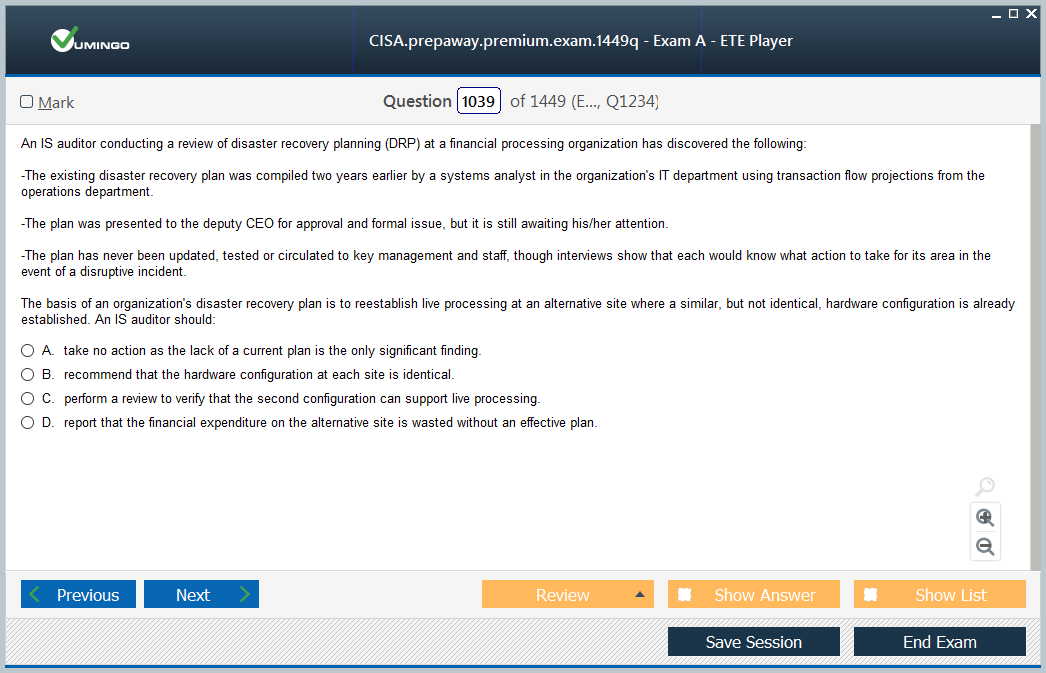 VUMINGO
CISA.prepaway.premium.exam.1449q - Exam A - ETE Player
Mark
Question 1039 of 1449 (E..., Q1234)
An IS auditor conducting a review of disaster recovery planning (DRP) at a financial processing organization has discovered the following:
-The existing disaster recovery plan was compiled two years earlier by a systems analyst in the organization's IT department using transaction flow projections from the
operations department.
-The plan was presented to the deputy CEO for approval and formal issue, but it is still awaiting his/her attention.
-The plan has never been updated, tested or circulated to key management and staff, though interviews show that each would know what action to take for its area in the
event of a disruptive incident.
The basis of an organization's disaster recovery plan is to reestablish live processing at an alternative site where a similar, but not identical, hardware configuration is already
established. An IS auditor should:
A. take no action as the lack of a current plan is the only significant finding.
B. recommend that the hardware configuration at each site is identical.
C. perform a review to verify that the second configuration can support live processing.
D. report that the financial expenditure on the alternative site is wasted without an effective plan.
Previous Next Review Show Answer Show List
Save Session End Exam